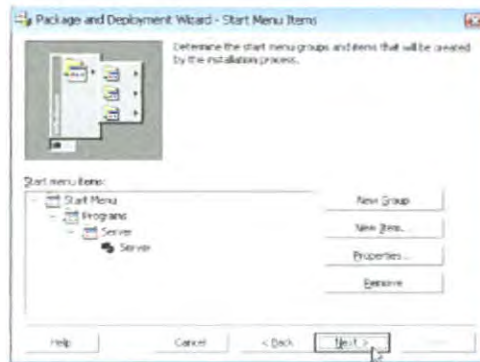 Package and Deployment Wizard - Start Menu Items
Determine the start menu groups and items that will be created
by the installation process.
Start menu items:
Start Menu
Programs
Server
Server
New Group
New Item...
Properties...
Remove
Help
Cancel
< Back
Next >